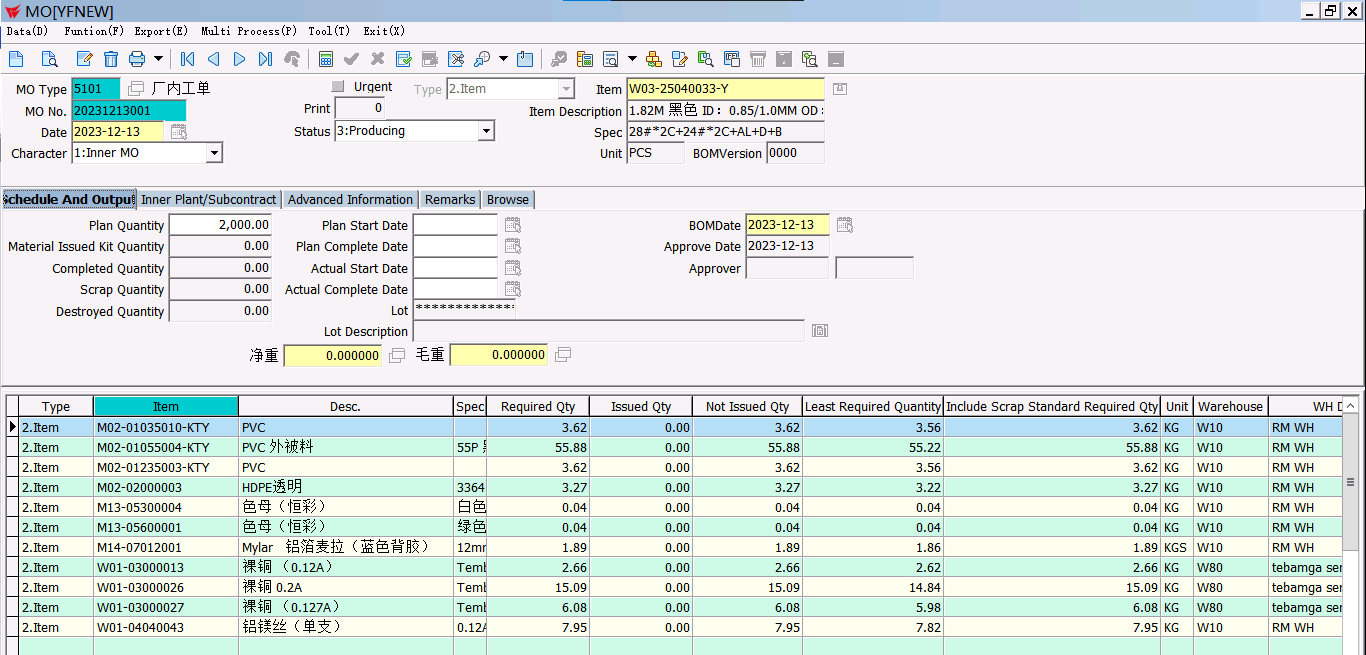 MO[YFNEW]
Data(D) Funtion(F) Export(E) Multi Process(P) Tool(T) Exit(X)
MO Type 5101 厂内工单 Urgent Type 2.Item Item W03-25040033-Y
MO No. 20231213001 Print 0 Item Description 1.82M 黑色 ID：0.85/1.0MM OD
Date 2023-12-13 Status 3:Producing Spec 28#*2C+24#*2C+AL+D+B
Character 1:Inner MO Unit PCS BOMVersion 0000
Schedule And Output Inner Plant/Subcontract Advanced Information Remarks Browse
Plan Quantity 2,000.00 Plan Start Date BOMDate 2023-12-13
Material Issued Kit Quantity 0.00 Plan Complete Date Approve Date 2023-12-13
Completed Quantity 0.00 Actual Start Date Approver
Scrap Quantity 0.00 Actual Complete Date
Destroyed Quantity 0.00 Lot *************
Lot Description
净重 0.000000 毛重 0.000000
Type Item Desc. Spec Required Qty Issued Qty Not Issued Qty Least Required Quantity Include Scrap Standard Required Qty Unit Warehouse WH D
2.Item M02-01035010-KTY PVC 3.62 0.00 3.62 3.56 3.62 KG W10 RM WH
2.Item M02-01055004-KTY PVC 外被料 55P 55.88 0.00 55.88 55.22 55.88 KG W10 RM WH
2.Item M02-01235003-KTY PVC 3.62 0.00 3.62 3.56 3.62 KG W10 RM WH
2.Item M02-02000003 HDPE透明 3364 3.27 0.00 3.27 3.22 3.27 KG W10 RM WH
2.Item M13-05300004 色母（恒彩） 白色 0.04 0.00 0.04 0.04 0.04 KG W10 RM WH
2.Item M13-05600001 色母（恒彩） 绿色 0.04 0.00 0.04 0.04 0.04 KG W10 RM WH
2.Item M14-07012001 Mylar 铝箔麦拉（蓝色背胶） 12mm 1.89 0.00 1.89 1.86 1.89 KGS W10 RM WH
2.Item W01-03000013 裸铜 （0.12A） Temb 2.66 0.00 2.66 2.62 2.66 KG W80 tebamga ser
2.Item W01-03000026 裸铜 0.2A Temb 15.09 0.00 15.09 14.84 15.09 KG W80 tebamga ser
2.Item W01-03000027 裸铜 （0.127A） Temb 6.08 0.00 6.08 5.98 6.08 KG W80 tebamga ser
2.Item W01-04040043 铝镁丝（单支） 0.12A 7.95 0.00 7.95 7.82 7.95 KG W10 RM WH